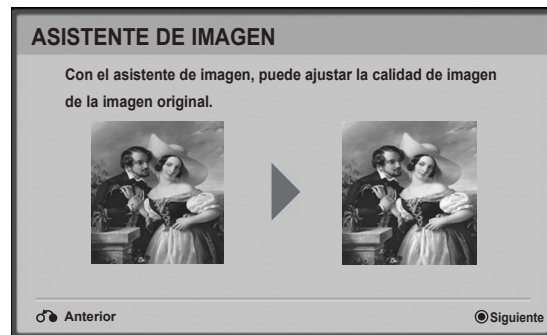 ASISTENTE DE IMAGEN
Con el asistente de imagen, puede ajustar la calidad de imagen
de la imagen original.
Anterior
Siguiente